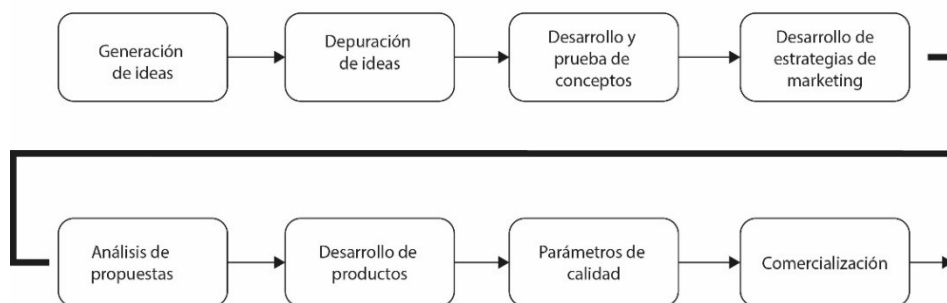 Generación
de ideas
Depuración
de ideas
Desarrollo y
prueba de
conceptos
Desarrollo de
estrategias de
marketing
Análisis de
propuestas
Desarrollo de
productos
Parámetros de
calidad
Comercialización